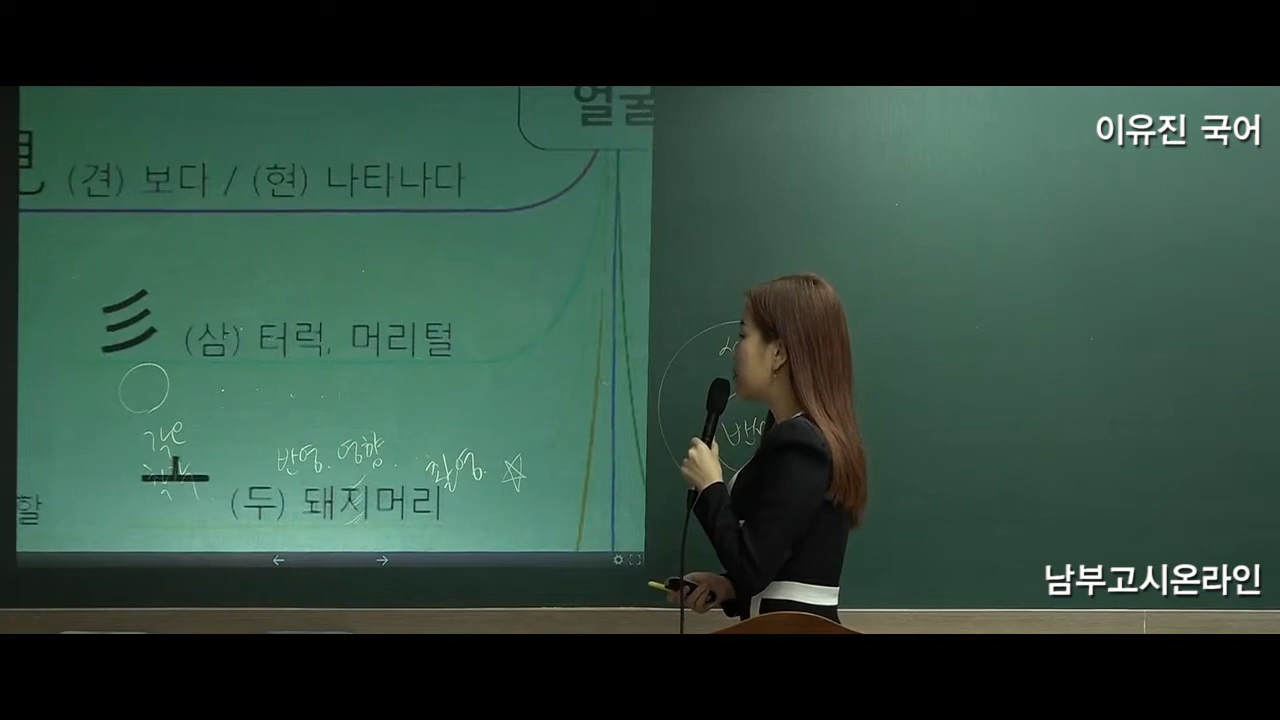 얼굴
이유진 국어
見 (견) 보다 / (현) 나타나다
彡 (삼) 터럭, 머리털
반영. 영향.
亠 (두) 돼지머리
할
남부고시온라인